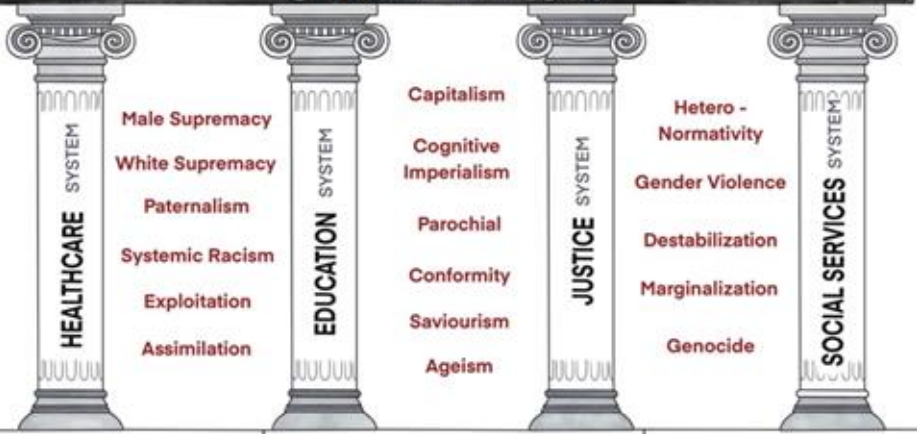 HEALTHCARE SYSTEM
Male Supremacy
White Supremacy
Paternalism
Systemic Racism
Exploitation
Assimilation
EDUCATION SYSTEM
Capitalism
Cognitive
Imperialism
Parochial
Conformity
Saviourism
Ageism
JUSTICE SYSTEM
Hetero -
Normativity
Gender Violence
Destabilization
Marginalization
Genocide
SOCIAL SERVICES SYSTEM